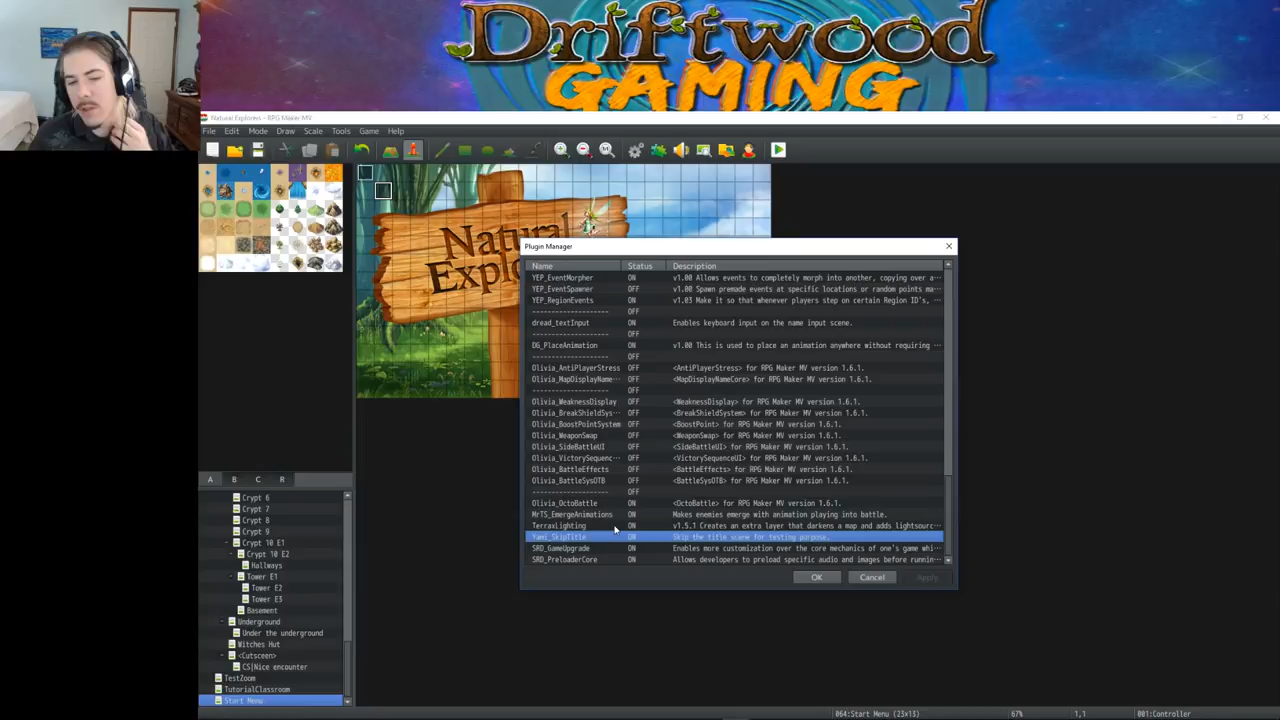 Driftwood
GAMING
Natural Explorers - RPG Maker MV
File Edit Mode Draw Scale Tools Game Help
Natural
Plugin Manager
Name Status Description
YEP_EventMorpher ON v1.00 Allows events to completely morph into another, copying over a…
YEP_EventSpawner OFF v1.00 Spawn premade events at specific locations or random points ma…
YEP_RegionEvents ON v1.03 Make it so that whenever players step on certain Region ID's, …
-------------------- OFF
dread_textInput ON Enables keyboard input on the name input scene.
-------------------- OFF
DG_PlaceAnimation ON v1.00 This is used to place an animation anywhere without requiring …
-------------------- OFF
Olivia_AntiPlayerStress OFF <AntiPlayerStress> for RPG Maker MV version 1.6.1.
Olivia_MapDisplayName… OFF <MapDisplayNameCore> for RPG Maker MV version 1.6.1.
-------------------- OFF
Olivia_WeaknessDisplay OFF <WeaknessDisplay> for RPG Maker MV version 1.6.1.
Olivia_BreakShieldSys… OFF <BreakShieldSystem> for RPG Maker MV version 1.6.1.
Olivia_BoostPointSystem OFF <BoostPoint> for RPG Maker MV version 1.6.1.
Olivia_WeaponSwap OFF <WeaponSwap> for RPG Maker MV version 1.6.1.
Olivia_SideBattleUI OFF <SideBattleUI> for RPG Maker MV version 1.6.1.
Olivia_VictorySequenc… OFF <VictorySequenceUI> for RPG Maker MV version 1.6.1.
Olivia_BattleEffects OFF <BattleEffects> for RPG Maker MV version 1.6.1.
Olivia_BattleSysOTB OFF <BattleSysOTB> for RPG Maker MV version 1.6.1.
-------------------- OFF
Olivia_OctoBattle ON <OctoBattle> for RPG Maker MV version 1.6.1.
MrTS_EmergeAnimations ON Makes enemies emerge with animation playing into battle.
TerraxLighting ON v1.5.1 Creates an extra layer that darkens a map and adds lightsourc…
Yami_SkipTitle ON Skip the title scene for testing purpose.
SRD_GameUpgrade ON Enables more customization over the core mechanics of one's game whi…
SRD_PreloaderCore ON Allows developers to preload specific audio and images before runnin…
OK Cancel Apply
A B C R
Crypt 6
Crypt 7
Crypt 8
Crypt 9
Crypt 10 E1
Crypt 10 E2
Hallways
Tower E1
Tower E2
Tower E3
Basement
Underground
Under the underground
Witches Hut
<Cutsceen>
CS|Nice encounter
TestZoom
TutorialClassroom
Start Menu
064:Start Menu (23x13) 67% 1,1 001:Controller